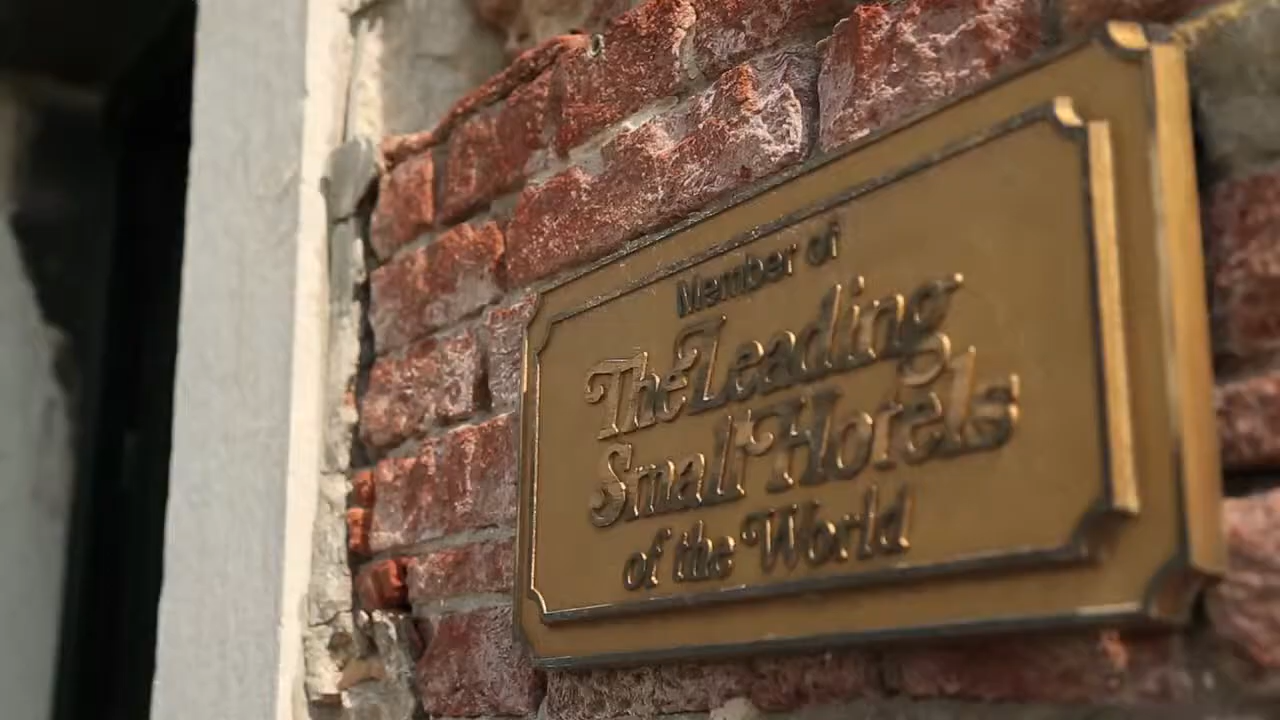 Member of
The Leading
Small Hotels
of the World